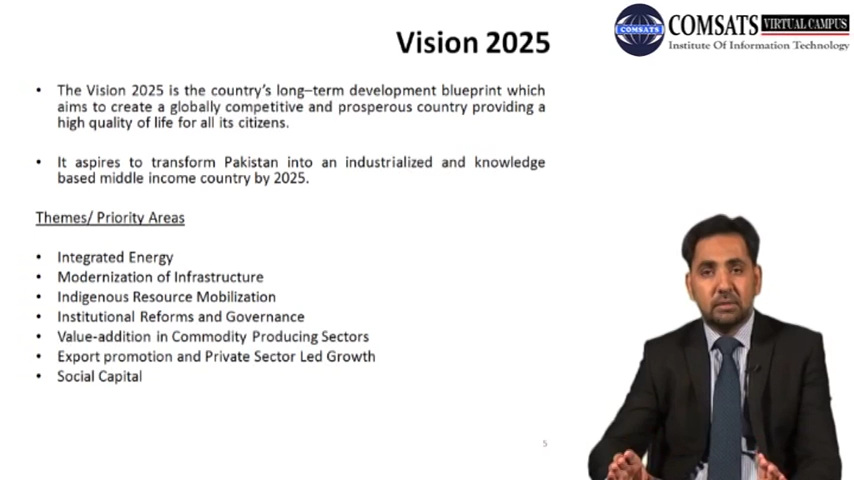 Vision 2025
COMSATS VIRTUAL CAMPUS
COMSATS
Institute Of Information Technology
• The Vision 2025 is the country's long–term development blueprint which
aims to create a globally competitive and prosperous country providing a
high quality of life for all its citizens.
• It aspires to transform Pakistan into an industrialized and knowledge
based middle income country by 2025.
Themes/ Priority Areas
• Integrated Energy
• Modernization of Infrastructure
• Indigenous Resource Mobilization
• Institutional Reforms and Governance
• Value-addition in Commodity Producing Sectors
• Export promotion and Private Sector Led Growth
• Social Capital
5